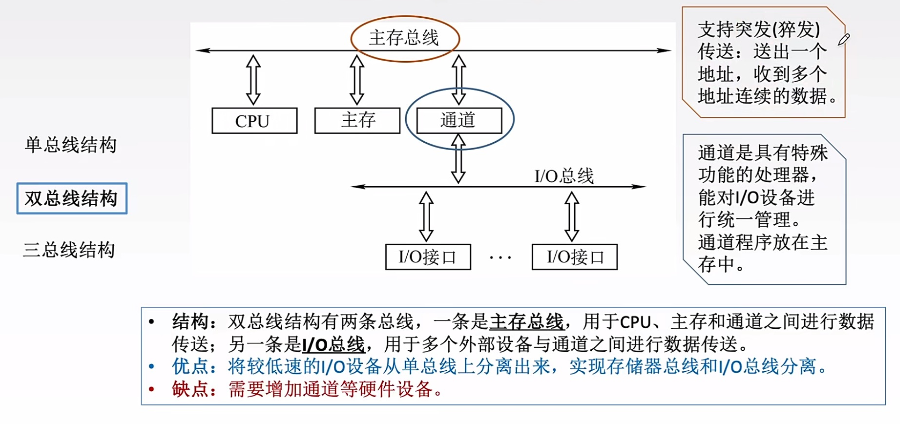 主存总线
支持突发(猝发)
传送：送出一个
地址，收到多个
地址连续的数据。
CPU
主存
通道
单总线结构
双总线结构
三总线结构
I/O总线
通道是具有特殊
功能的处理器，
能对I/O设备进
行统一管理。
通道程序放在主
存中。
I/O接口
···
I/O接口
• 结构：双总线结构有两条总线，一条是主存总线，用于CPU、主存和通道之间进行数据
传送；另一条是I/O总线，用于多个外部设备与通道之间进行数据传送。
• 优点：将较低速的I/O设备从单总线上分离出来，实现存储器总线和I/O总线分离。
• 缺点：需要增加通道等硬件设备。